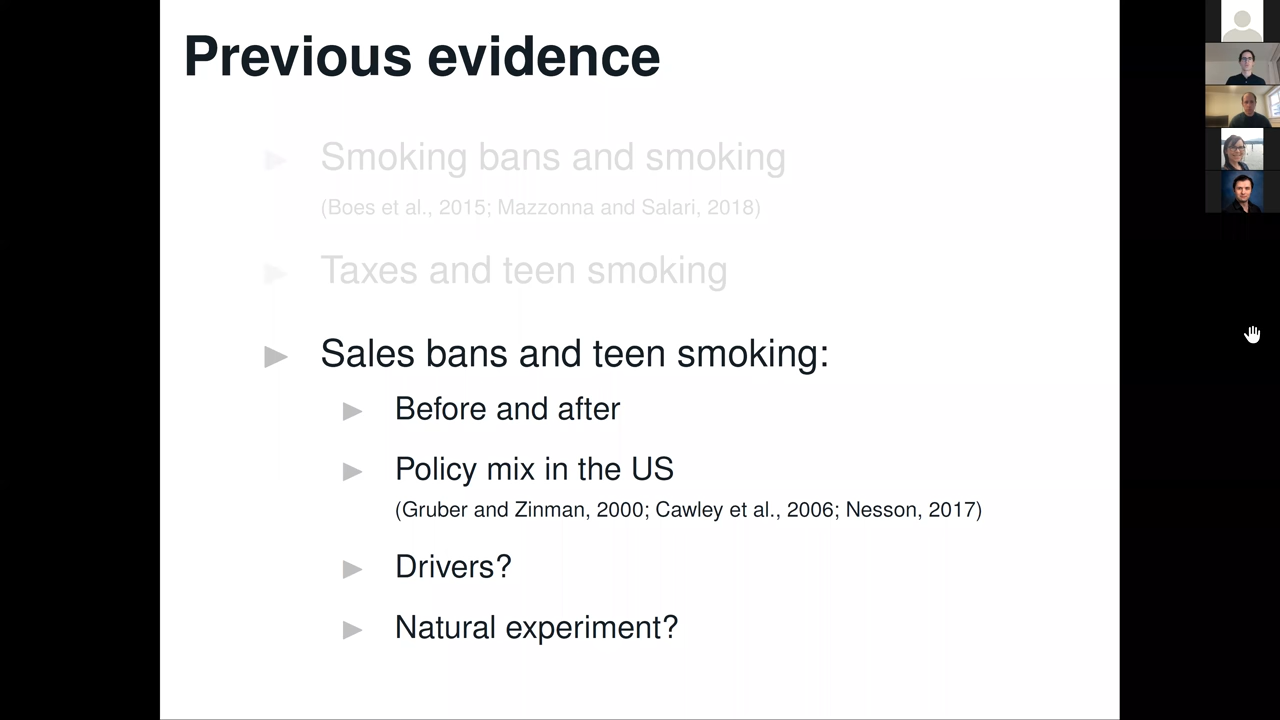 Previous evidence
Smoking bans and smoking
(Boes et al., 2015; Mazzonna and Salari, 2018)
Taxes and teen smoking
Sales bans and teen smoking:
Before and after
Policy mix in the US
(Gruber and Zinman, 2000; Cawley et al., 2006; Nesson, 2017)
Drivers?
Natural experiment?